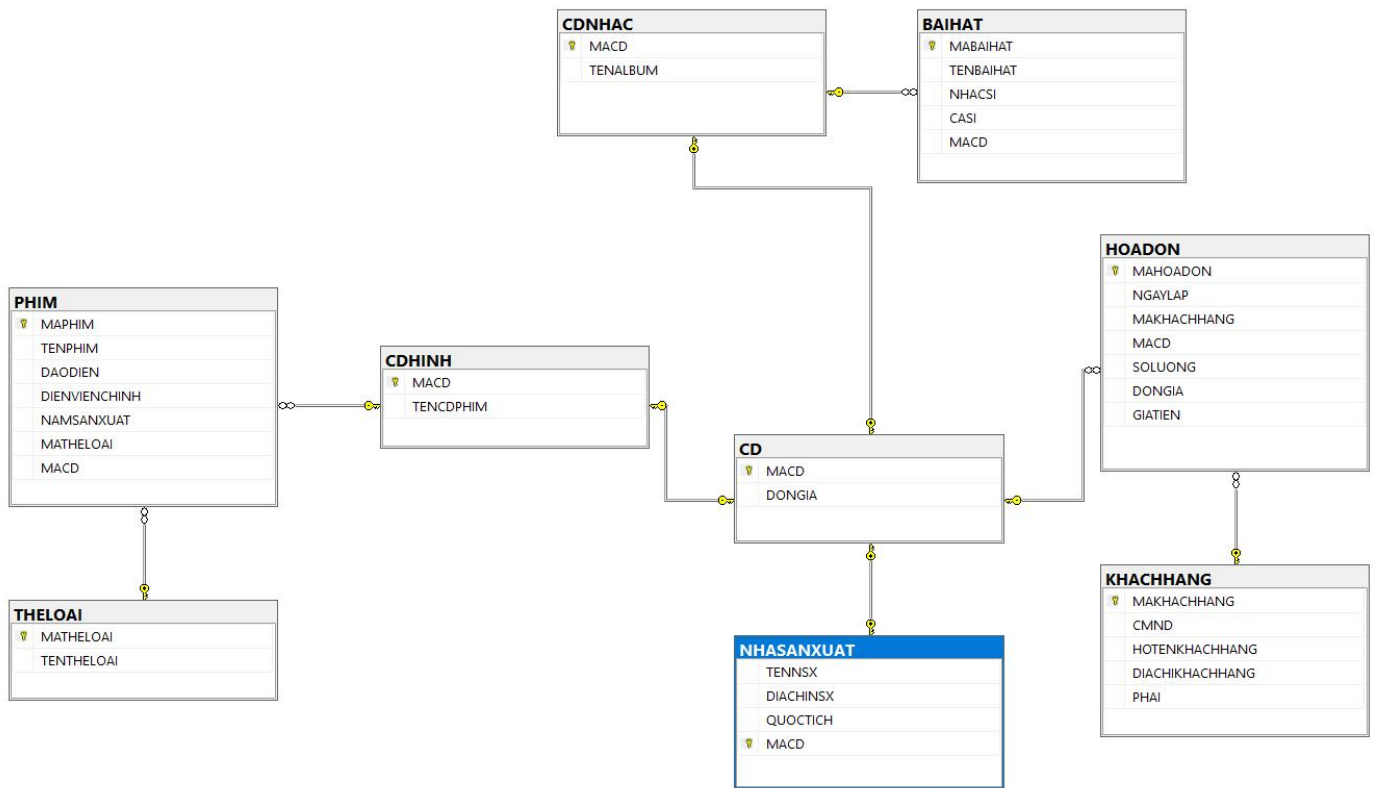 CDNHAC
MACD
TENALBUM
BAIHAT
MABAIHAT
TENBAIHAT
NHACSI
CASI
MACD
HOADON
MAHOADON
NGAYLAP
MAKHACHHANG
MACD
SOLUONG
DONGIA
GIATIEN
PHIM
MAPHIM
TENPHIM
DAODIEN
DIENVIENCHINH
NAMSANXUAT
MATHELOAI
MACD
CDHINH
MACD
TENCDPHIM
CD
MACD
DONGIA
KHACHHANG
MAKHACHHANG
CMND
HOTENKHACHHANG
DIACHIKHACHHANG
PHAI
THELOAI
MATHELOAI
TENTHELOAI
NHASANXUAT
TENNSX
DIACHINSX
QUOCTICH
MACD